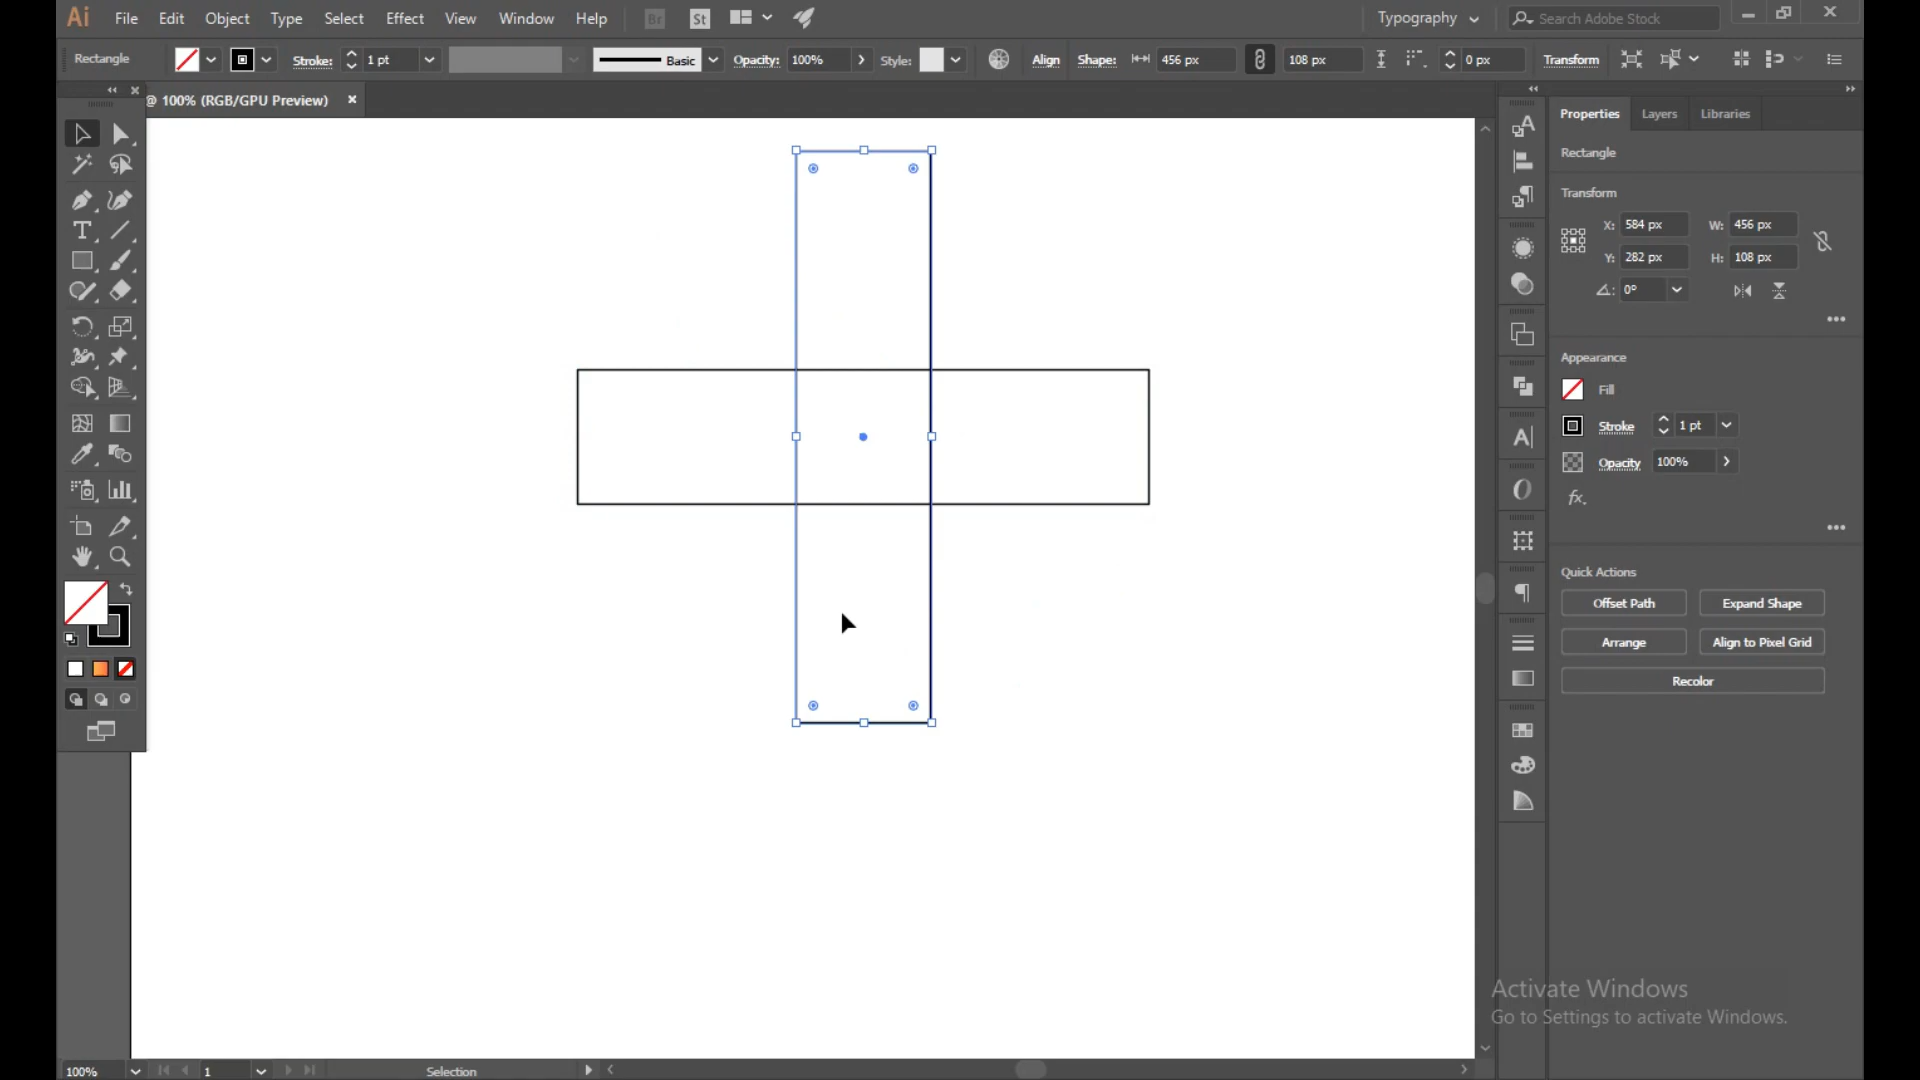 Ai File Edit Object Type Select Effect View Window Help Br St Typography Search Adobe Stock
Rectangle Stroke: 1 pt Basic Opacity: 100% Style: Align Shape: 456 px 108 px 0 px Transform
@ 100% (RGB/GPU Preview)
Properties Layers Libraries
Rectangle
Transform
X: 584 px W: 456 px
Y: 282 px H: 108 px
0°
Appearance
Fill
Stroke 1 pt
Opacity 100%
fx.
Quick Actions
Offset Path Expand Shape
Arrange Align to Pixel Grid
Recolor
Activate Windows
Go to Settings to activate Windows.
100% 1 Selection